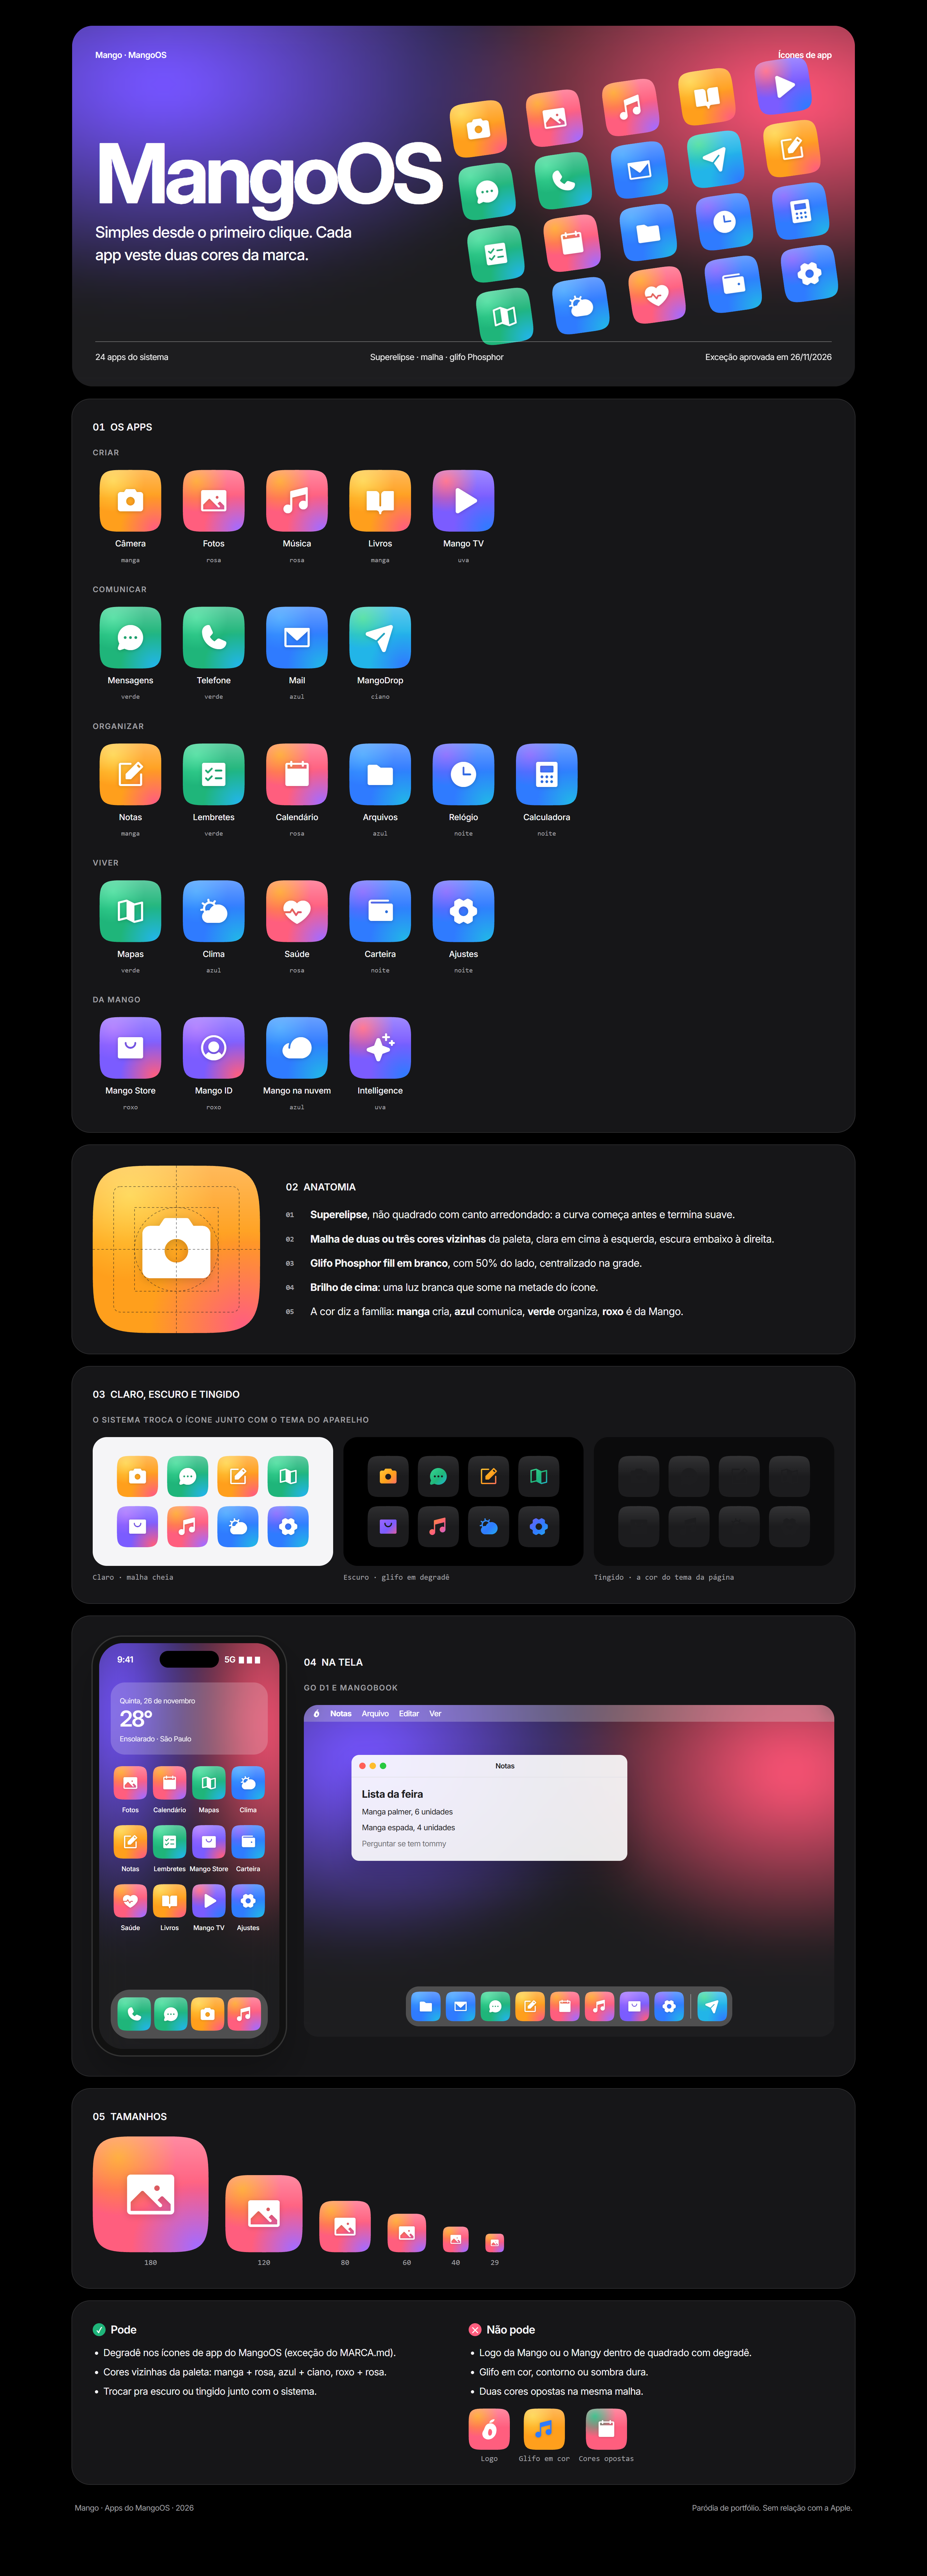 Mango · MangoOS
Ícones de app
MangoOS
Simples desde o primeiro clique. Cada
app veste duas cores da marca.
24 apps do sistema
Superelipse · malha · glifo Phosphor
Exceção aprovada em 26/11/2026
01 OS APPS
CRIAR
Câmera Fotos Música Livros Mango TV
manga rosa rosa manga uva
COMUNICAR
Mensagens Telefone Mail MangoDrop
verde verde azul ciano
ORGANIZAR
Notas Lembretes Calendário Arquivos Relógio Calculadora
manga verde rosa azul noite noite
VIVER
Mapas Clima Saúde Carteira Ajustes
verde azul rosa noite noite
DA MANGO
Mango Store Mango ID Mango na nuvem Intelligence
roxo roxo azul uva
02 ANATOMIA
01 Superelipse, não quadrado com canto arredondado: a curva começa antes e termina suave.
02 Malha de duas ou três cores vizinhas da paleta, clara em cima à esquerda, escura embaixo à direita.
03 Glifo Phosphor fill em branco, com 50% do lado, centralizado na grade.
04 Brilho de cima: uma luz branca que some na metade do ícone.
05 A cor diz a família: manga cria, azul comunica, verde organiza, roxo é da Mango.
03 CLARO, ESCURO E TINGIDO
O SISTEMA TROCA O ÍCONE JUNTO COM O TEMA DO APARELHO
Claro · malha cheia
Escuro · glifo em degradê
Tingido · a cor do tema da página
9:41
5G
Quinta, 26 de novembro
28°
Ensolarado · São Paulo
Fotos Calendário Mapas Clima
Notas Lembretes Mango Store Carteira
Saúde Livros Mango TV Ajustes
04 NA TELA
GO D1 E MANGOBOOK
Notas Arquivo Editar Ver
Notas
Lista da feira
Manga palmer, 6 unidades
Manga espada, 4 unidades
Perguntar se tem tommy
05 TAMANHOS
180 120 80 60 40 29
Pode
• Degradê nos ícones de app do MangoOS (exceção do MARCA.md).
• Cores vizinhas da paleta: manga + rosa, azul + ciano, roxo + rosa.
• Trocar pra escuro ou tingido junto com o sistema.
Não pode
• Logo da Mango ou o Mangy dentro de quadrado com degradê.
• Glifo em cor, contorno ou sombra dura.
• Duas cores opostas na mesma malha.
Logo Glifo em cor Cores opostas
Mango · Apps do MangoOS · 2026
Paródia de portfólio. Sem relação com a Apple.